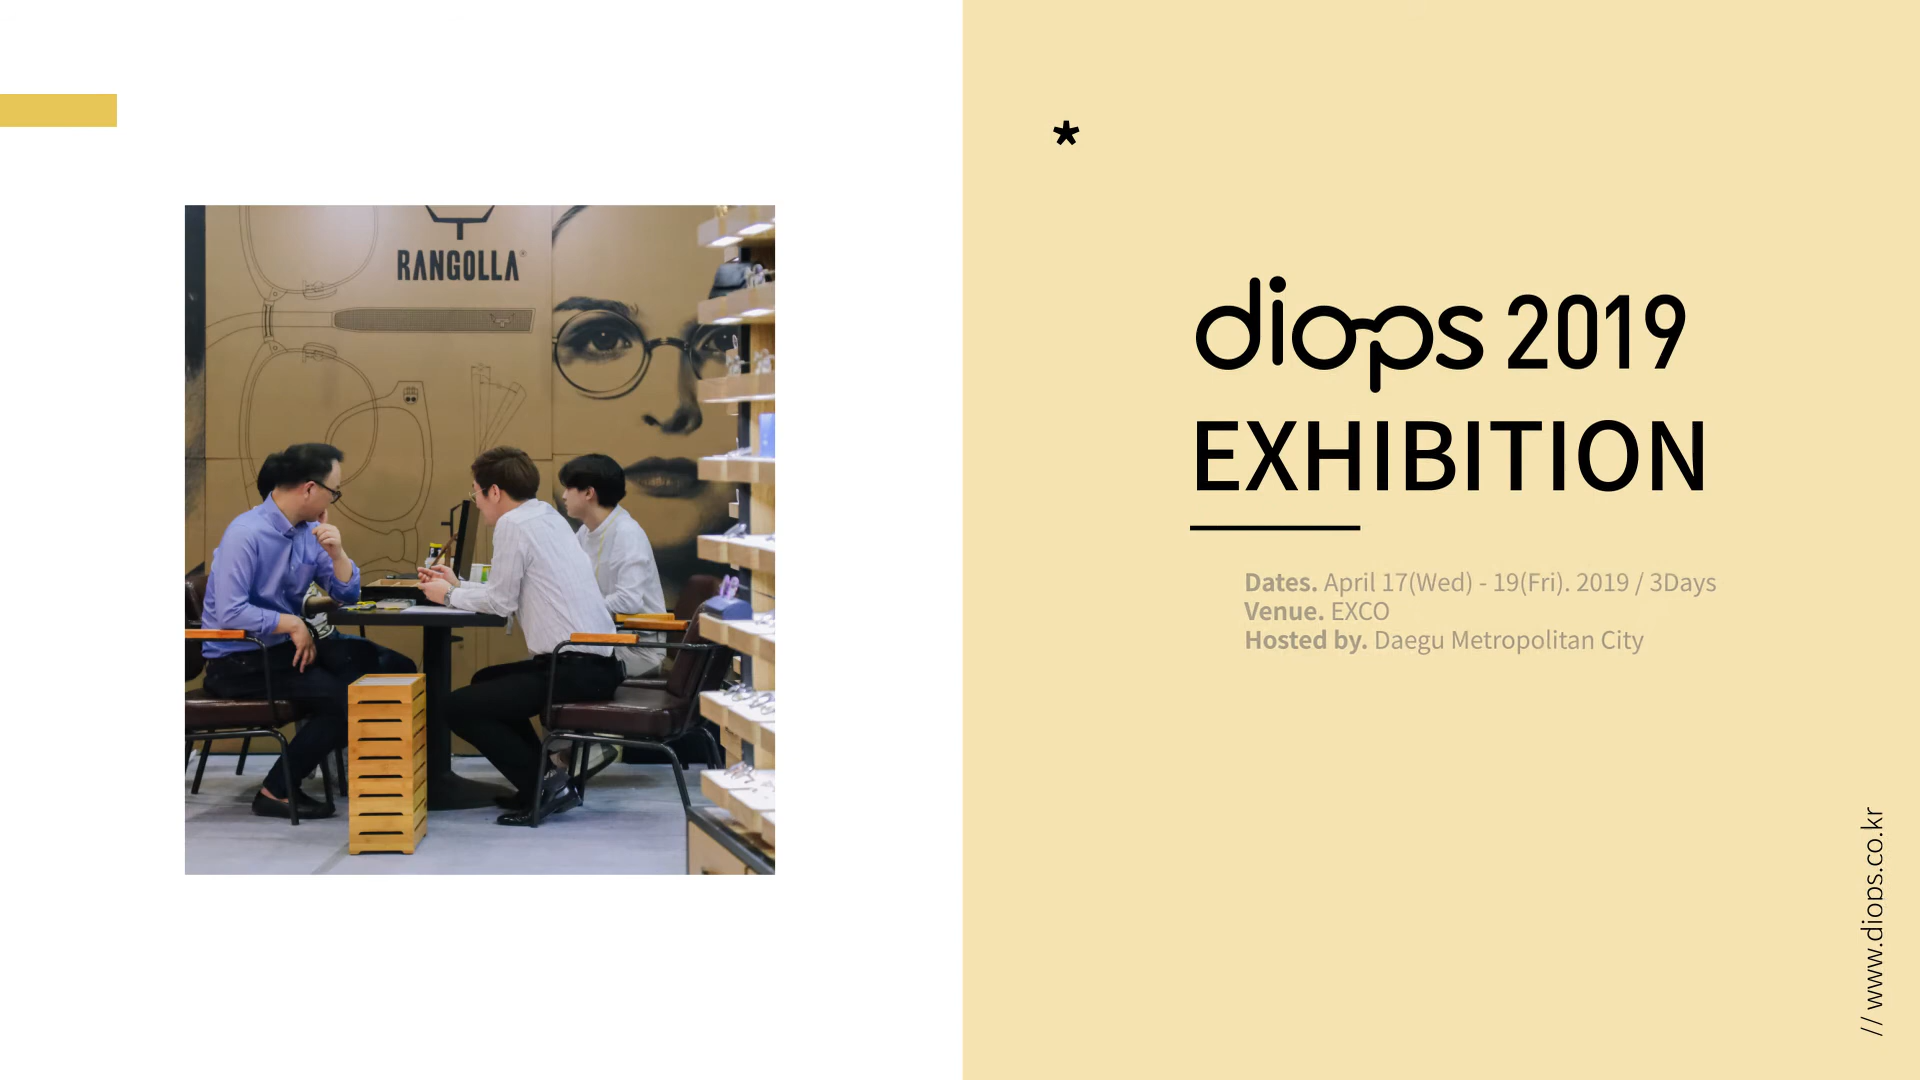 RANGOLLA®
*
diops 2019
EXHIBITION
Dates. April 17(Wed) - 19(Fri). 2019 / 3Days
Venue. EXCO
Hosted by. Daegu Metropolitan City
// www.diops.co.kr